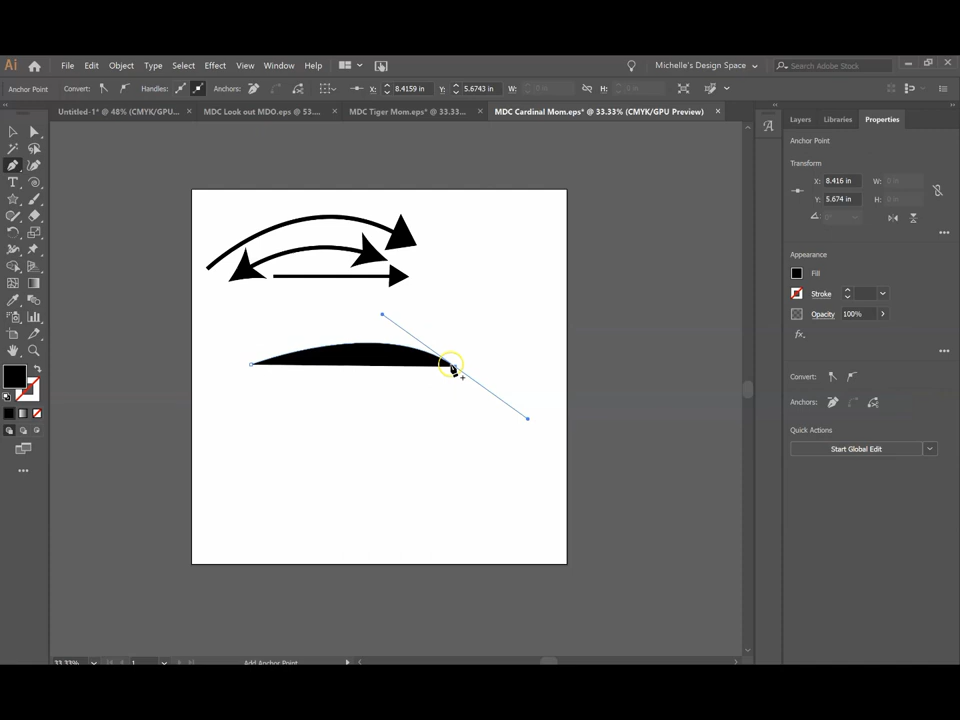 Ai File Edit Object Type Select Effect View Window Help Michelle's Design Space Search Adobe Stock
Anchor Point Convert: Handles: Anchors: X: 8.4159 in Y: 5.6743 in W: H:
Untitled-1* @ 48% (CMYK/GPU... × MDC Look out MDO.eps @ 53.... × MDC Tiger Mom.eps* @ 33.33... × MDC Cardinal Mom.eps* @ 33.33% (CMYK/GPU Preview) ×
Layers Libraries Properties
Anchor Point
Transform
X: 8.416 in W:
Y: 5.674 in H:
Appearance
Fill
Stroke
Opacity 100%
fx.
Convert:
Anchors:
Quick Actions
Start Global Edit
33.33% 1 Add Anchor Point